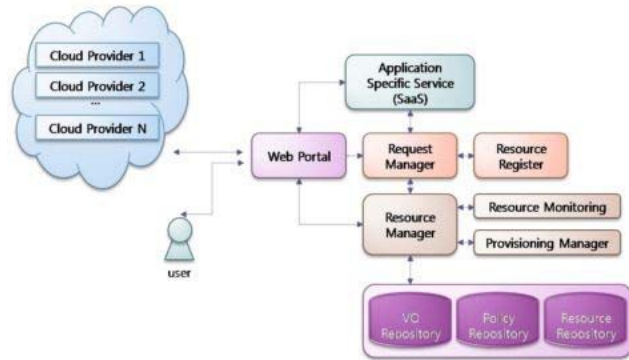 Cloud Provider 1
Cloud Provider 2
...
Cloud Provider N
Application
Specific Service
(SaaS)
Web Portal
Request
Manager
Resource
Register
Resource
Manager
Resource Monitoring
Provisioning Manager
user
VO
Repository
Policy
Repository
Resource
Repository